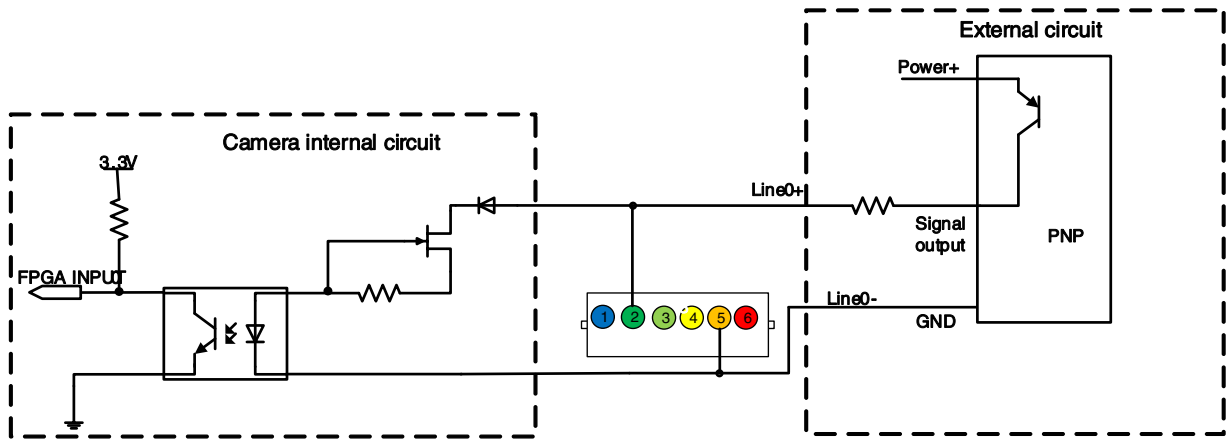 External circuit
Power+
Camera internal circuit
3.3V
Line0+
Signal
output
PNP
FPGA INPUT
1 2 3 4 5 6
Line0-
GND